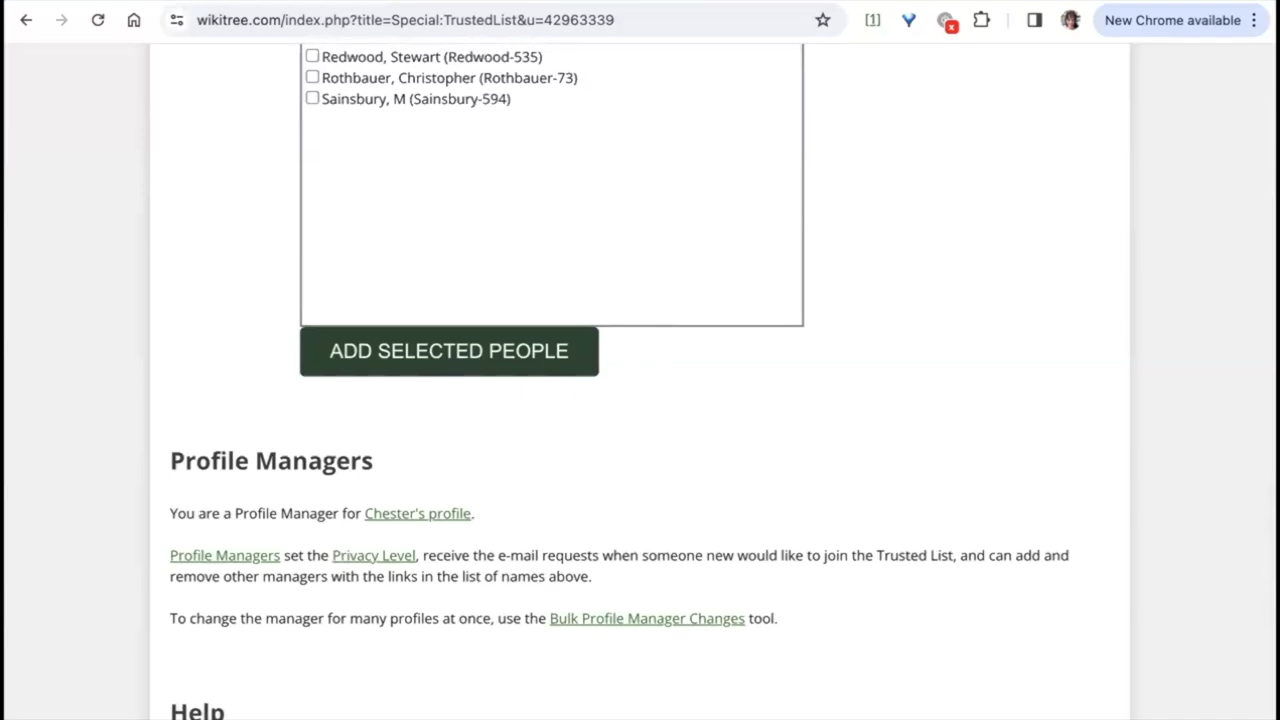 wikitree.com/index.php?title=Special:TrustedList&u=42963339
[1]
New Chrome available
Redwood, Stewart (Redwood-535)
Rothbauer, Christopher (Rothbauer-73)
Sainsbury, M (Sainsbury-594)
ADD SELECTED PEOPLE
Profile Managers
You are a Profile Manager for Chester's profile.
Profile Managers set the Privacy Level, receive the e-mail requests when someone new would like to join the Trusted List, and can add and
remove other managers with the links in the list of names above.
To change the manager for many profiles at once, use the Bulk Profile Manager Changes tool.
Help